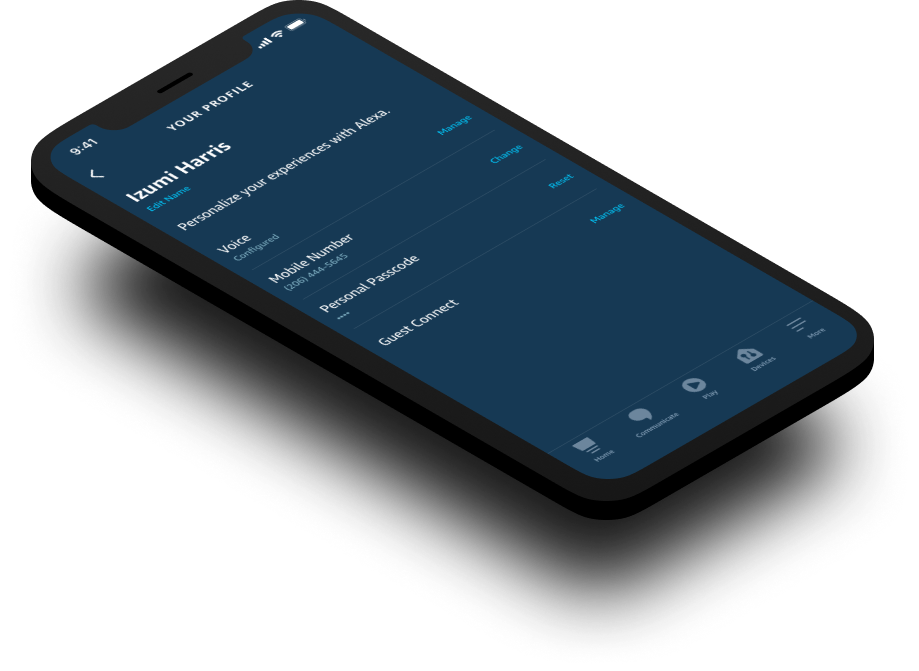 9:41
YOUR PROFILE
Izumi Harris
Edit Name
Personalize your experiences with Alexa.
Voice
Configured
Manage
Mobile Number
(206) 444-5645
Change
Personal Passcode
••••
Reset
Guest Connect
Manage
Home
Communicate
Play
Devices
More